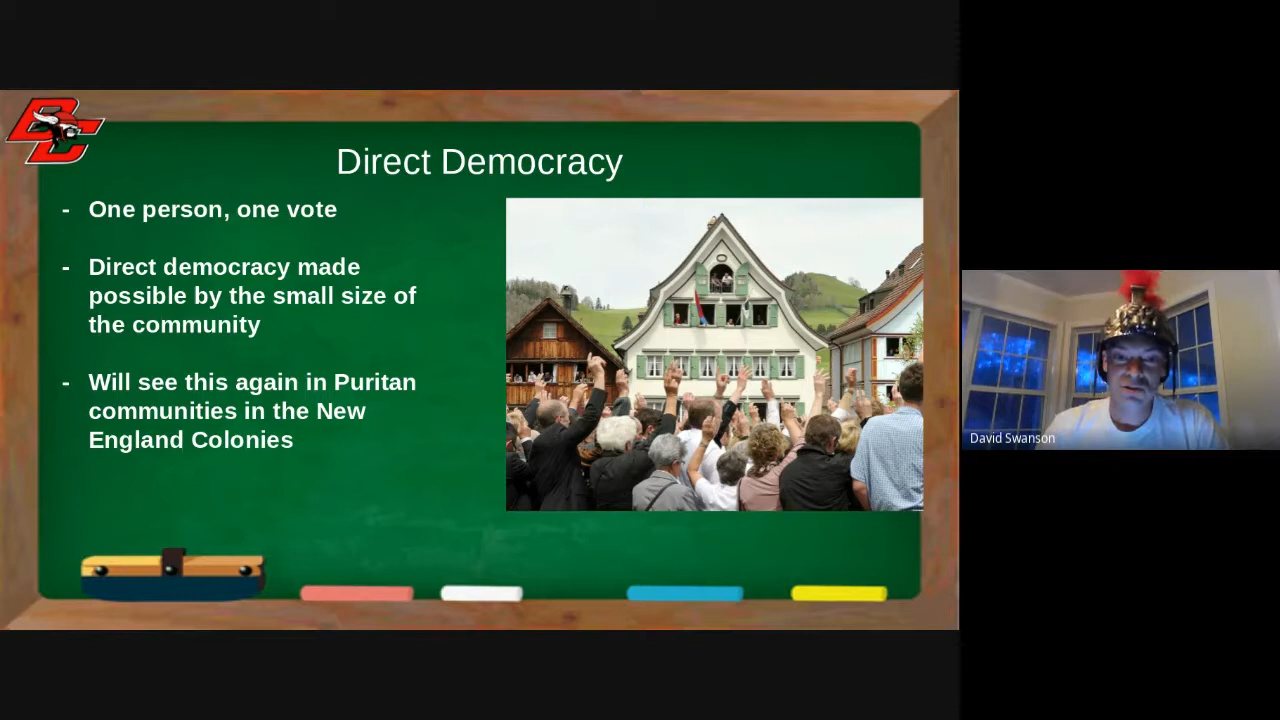 BC
Direct Democracy
- One person, one vote
- Direct democracy made
possible by the small size of
the community
- Will see this again in Puritan
communities in the New
England Colonies
David Swanson